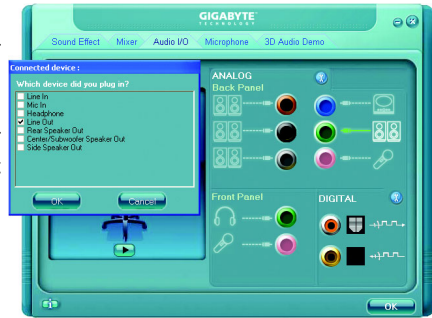 GIGABYTE
TECHNOLOGY
Sound Effect Mixer Audio I/O Microphone 3D Audio Demo
Connected device :
Which device did you plug in?
Line In
Mic In
Headphone
Line Out
Rear Speaker Out
Center/Subwoofer Speaker Out
Side Speaker Out
OK Cancel
ANALOG
Back Panel
Front Panel
DIGITAL
OK